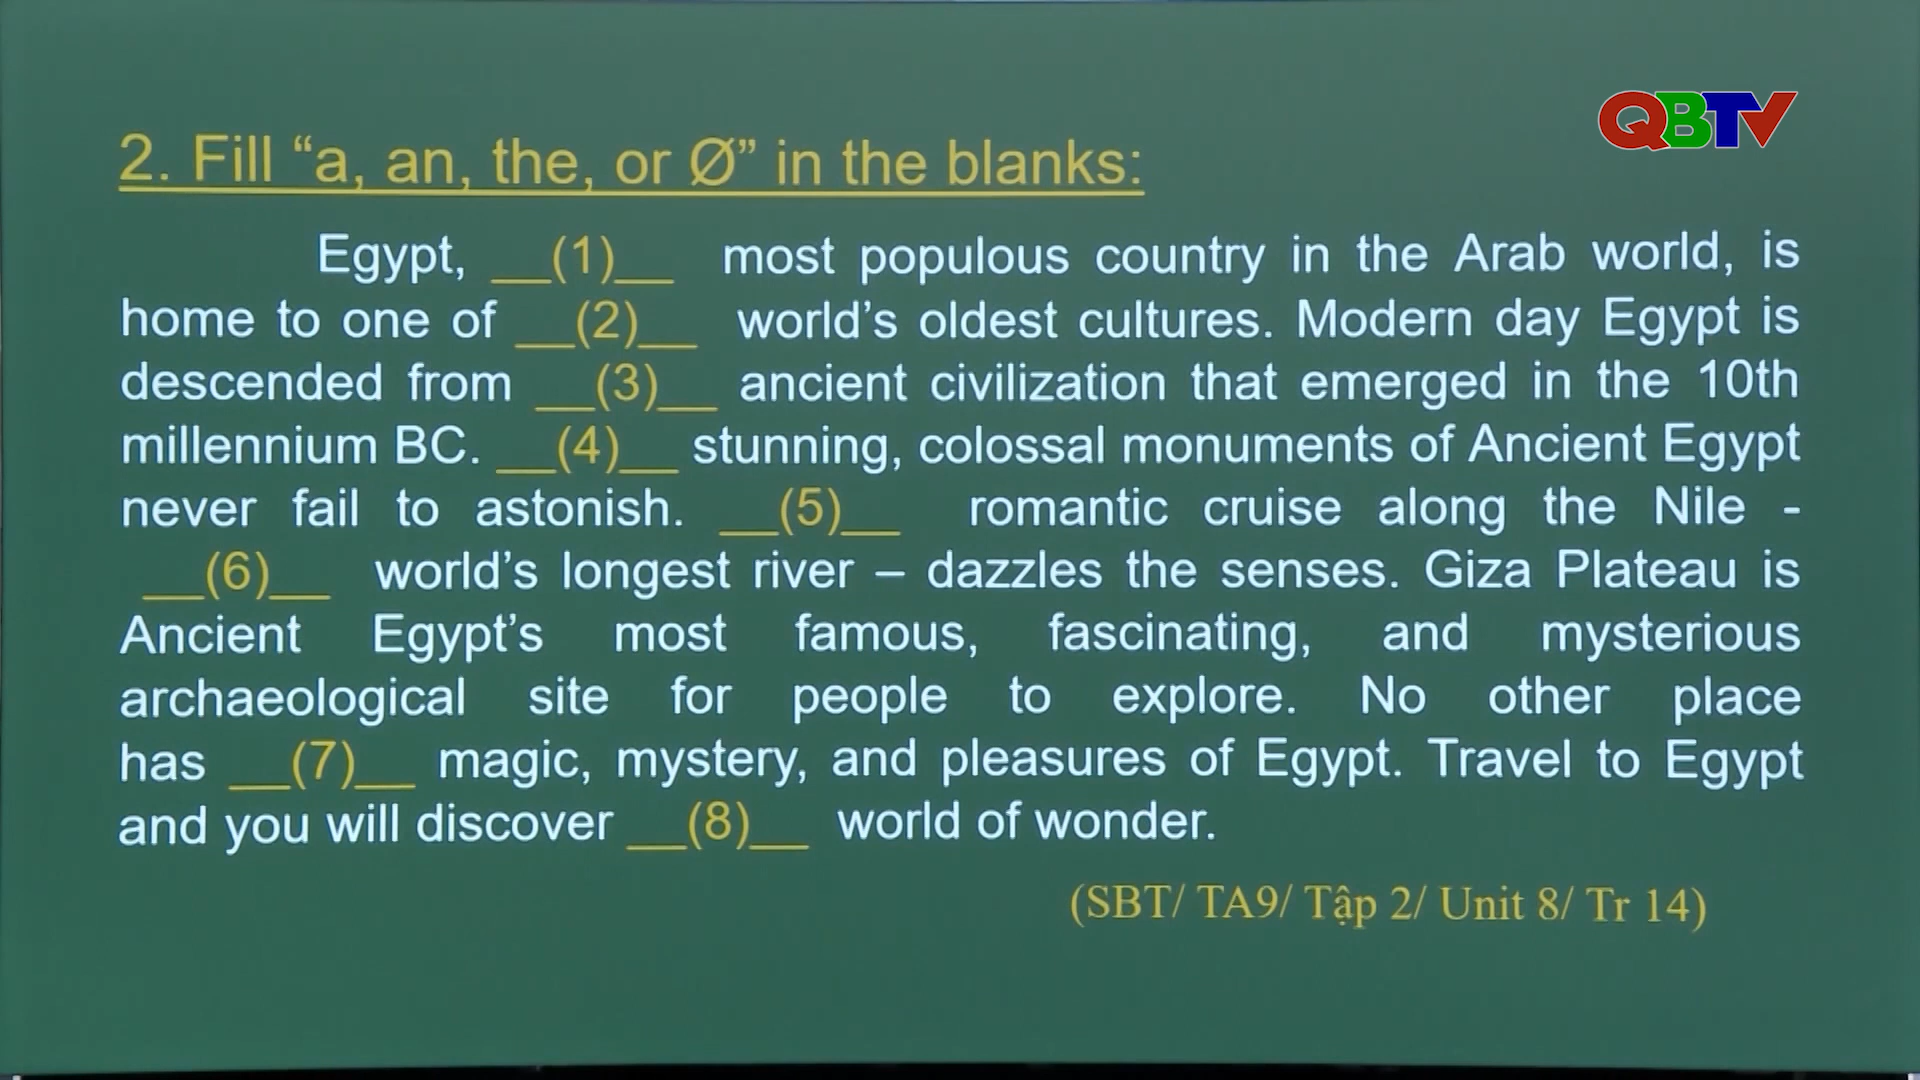 QBTV
2. Fill “a, an, the, or Ø” in the blanks:
Egypt, __(1)__ most populous country in the Arab world, is
home to one of __(2)__ world’s oldest cultures. Modern day Egypt is
descended from __(3)__ ancient civilization that emerged in the 10th
millennium BC. __(4)__ stunning, colossal monuments of Ancient Egypt
never fail to astonish. __(5)__ romantic cruise along the Nile -
__(6)__ world’s longest river – dazzles the senses. Giza Plateau is
Ancient Egypt’s most famous, fascinating, and mysterious
archaeological site for people to explore. No other place
has __(7)__ magic, mystery, and pleasures of Egypt. Travel to Egypt
and you will discover __(8)__ world of wonder.
(SBT/ TA9/ Tập 2/ Unit 8/ Tr 14)